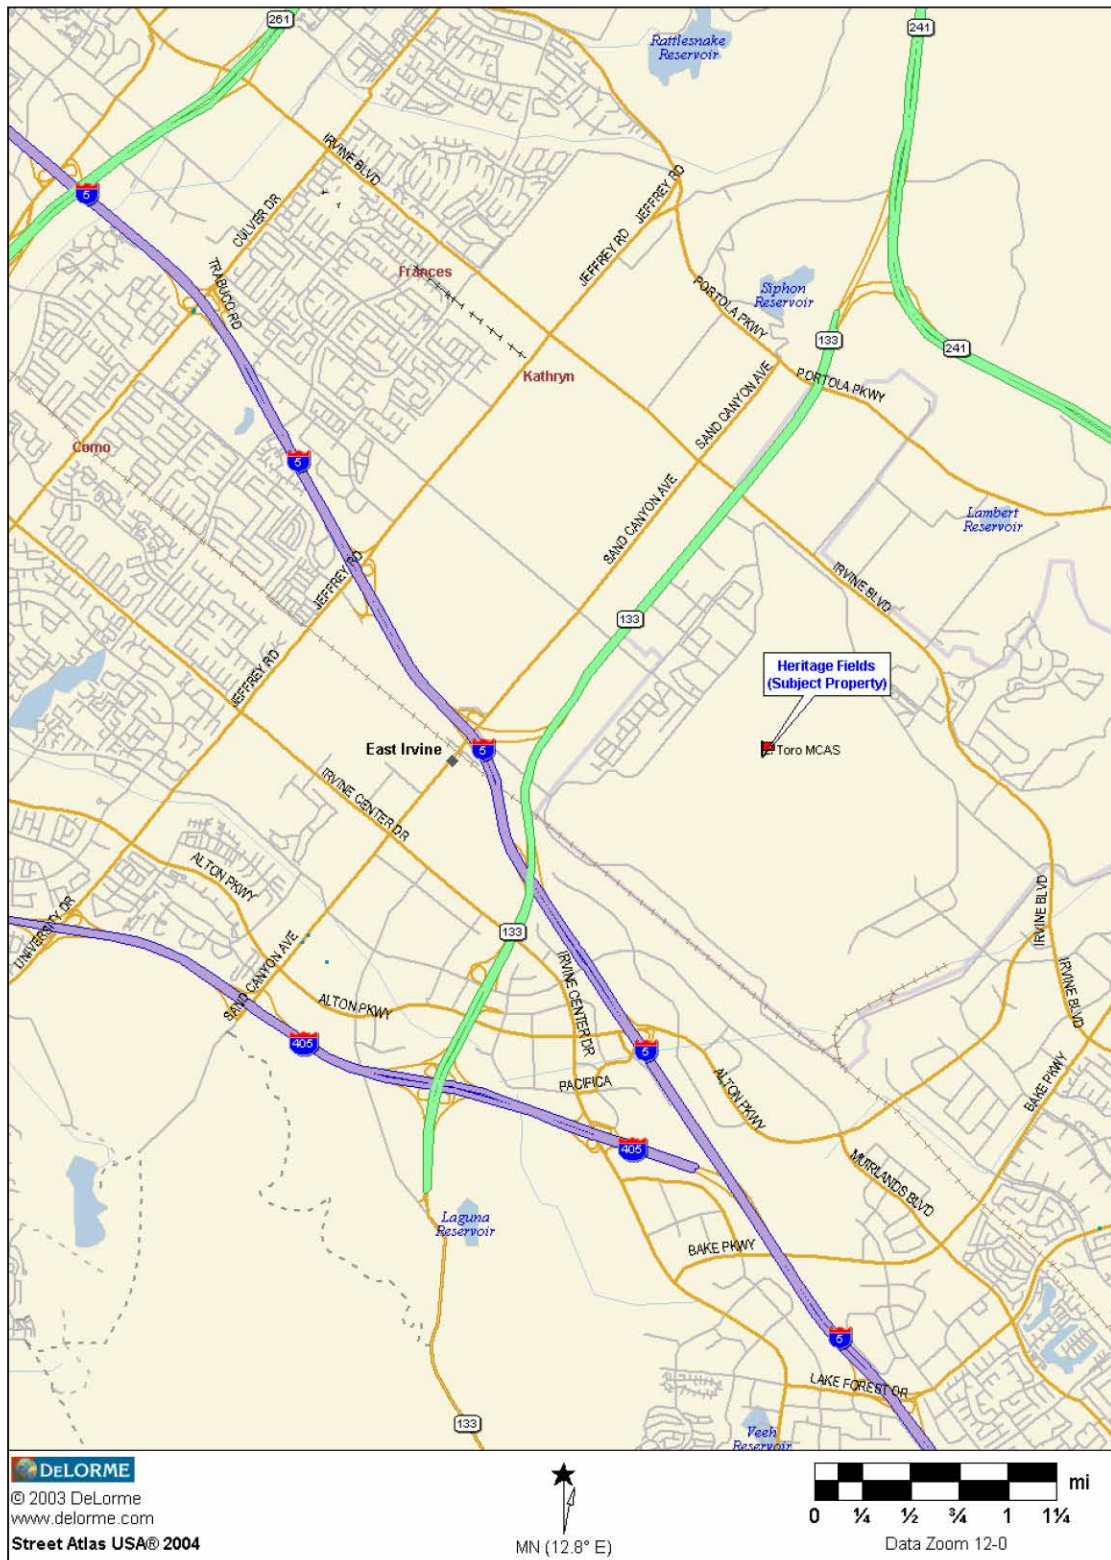 261
241
Rattlesnake
Reservoir
IRVINE BLVD
5
JEFFREY RD
CULVER DR
JEFFREY RD
Frances
TRABUCO RD
Siphon
Reservoir
PORTOLA PKWY
133
241
Kathryn
SAND CANYON AVE
PORTOLA PKWY
Como
5
Lambert
Reservoir
SAND CANYON AVE
JEFFREY RD
IRVINE BLVD
133
JEFFREY RD
Heritage Fields
(Subject Property)
East Irvine
5
Toro MCAS
IRVINE CENTER DR
ALTON PKWY
UNIVERSITY DR
IRVINE BLVD
133
SAND CANYON AVE
IRVINE CENTER DR
IRVINE BLVD
ALTON PKWY
405
5
PACIFICA
ALTON PKWY
BAKE PKWY
405
MUIRLANDS BLVD
Laguna
Reservoir
BAKE PKWY
5
LAKE FOREST DR
133
Veeh
Reservoir
DELORME
© 2003 DeLorme
www.delorme.com
Street Atlas USA® 2004
MN (12.8° E)
mi
0 ¼ ½ ¾ 1 1¼
Data Zoom 12-0